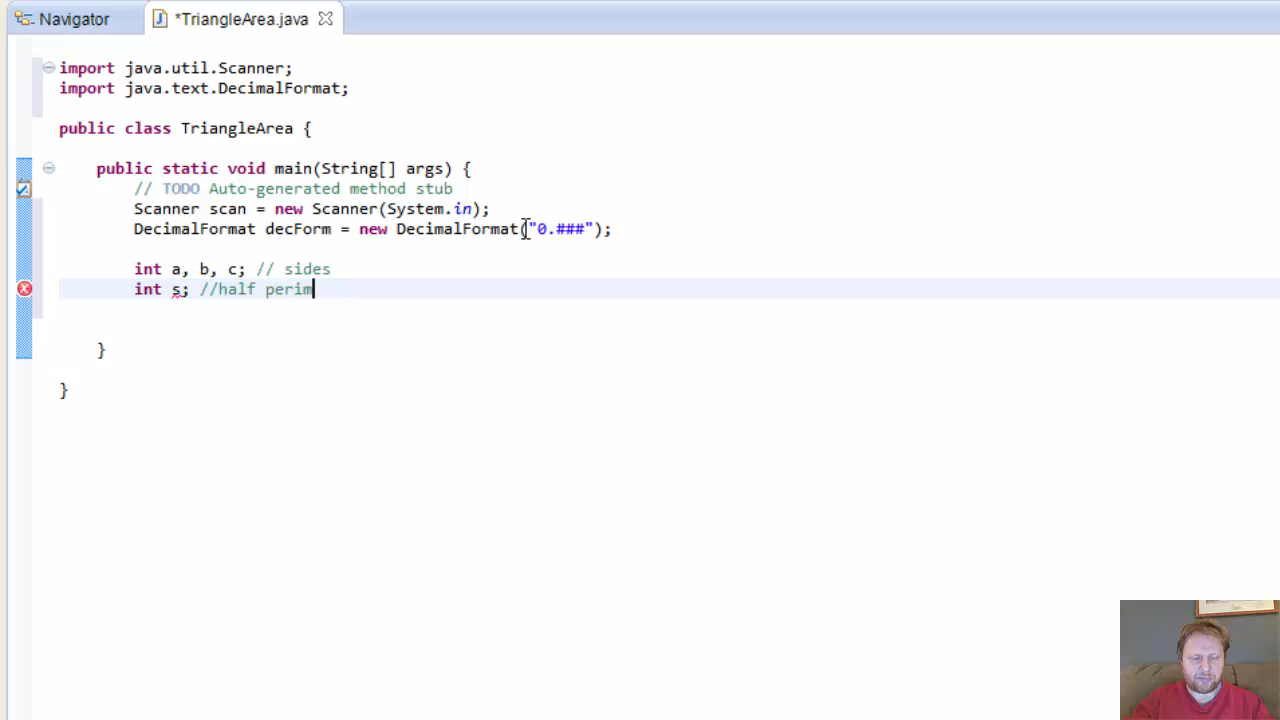 Navigator
*TriangleArea.java
import java.util.Scanner;
import java.text.DecimalFormat;
public class TriangleArea {
public static void main(String[] args) {
// TODO Auto-generated method stub
Scanner scan = new Scanner(System.in);
DecimalFormat decForm = new DecimalFormat("0.###");
int a, b, c; // sides
int s; //half perim
}
}